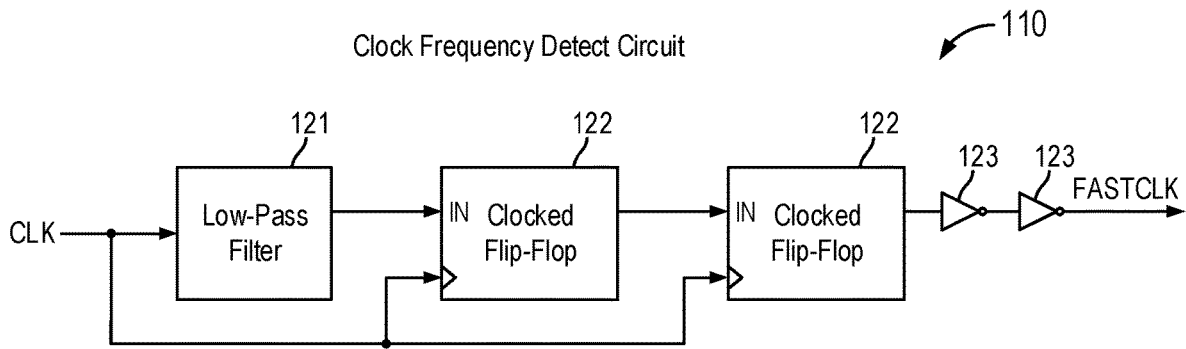 Clock Frequency Detect Circuit
110
121
122
122
123
123
CLK
Low-Pass
Filter
IN
Clocked
Flip-Flop
IN
Clocked
Flip-Flop
FASTCLK